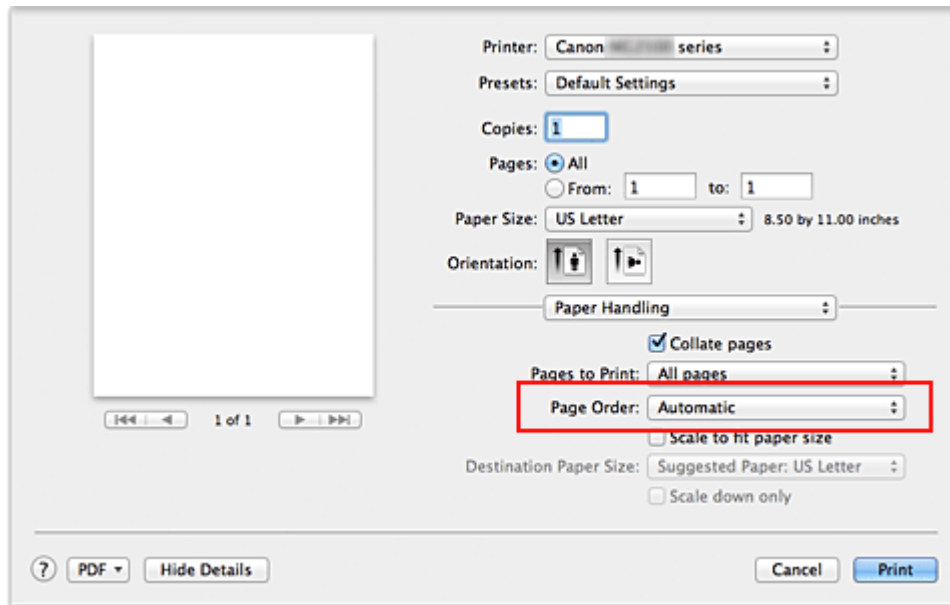 Printer: Canon series
Presets: Default Settings
Copies: 1
Pages: All
From: 1 to: 1
Paper Size: US Letter 8.50 by 11.00 inches
Orientation:
Paper Handling
Collate pages
Pages to Print: All pages
Page Order: Automatic
Scale to fit paper size
Destination Paper Size: Suggested Paper: US Letter
Scale down only
1 of 1
? PDF Hide Details Cancel Print